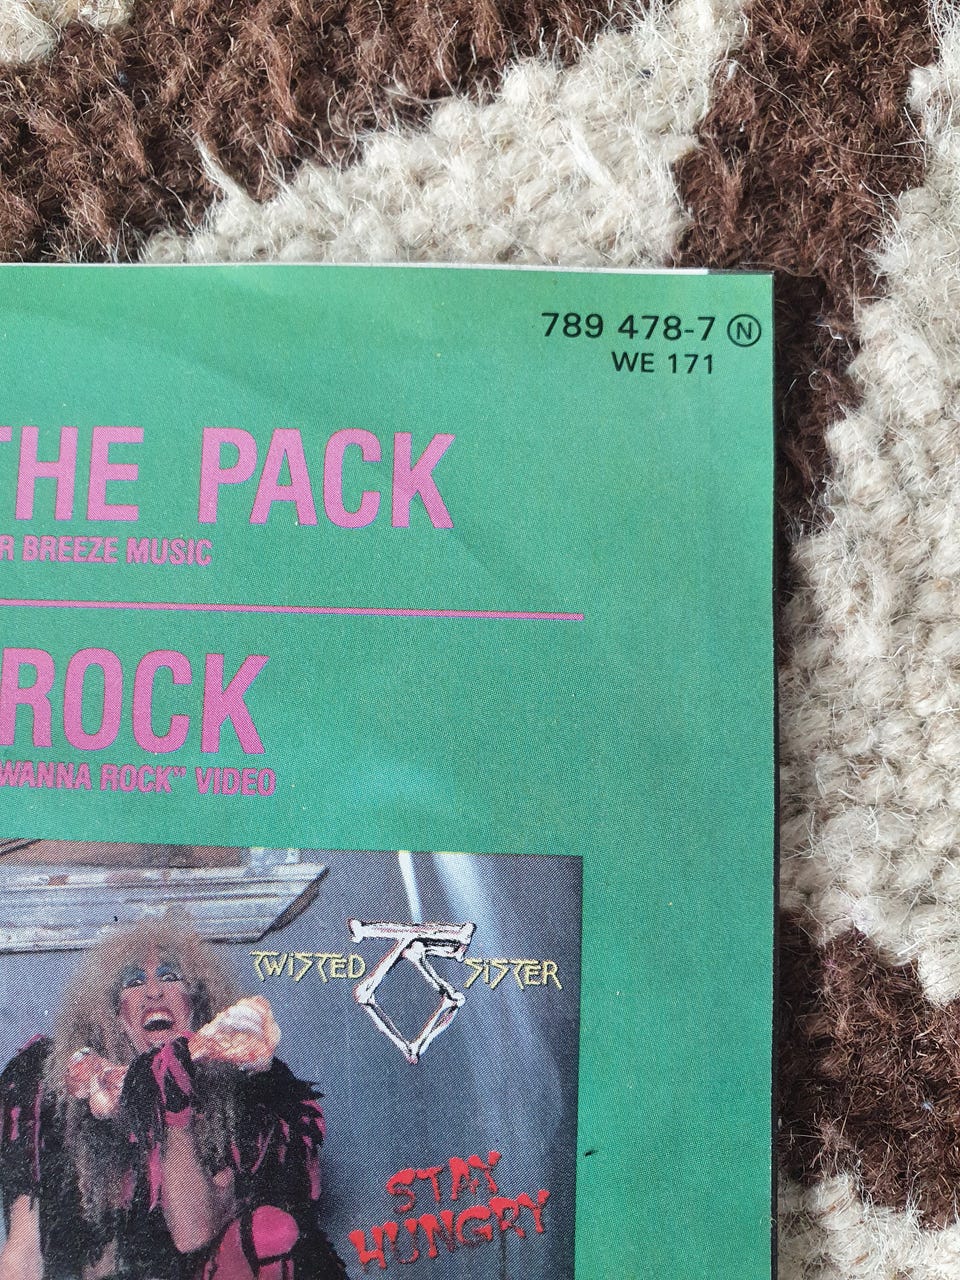 789 478-7 Ⓝ
WE 171
THE PACK
R BREEZE MUSIC
ROCK
WANNA ROCK" VIDEO
TWISTED SISTER
STAY
HUNGRY